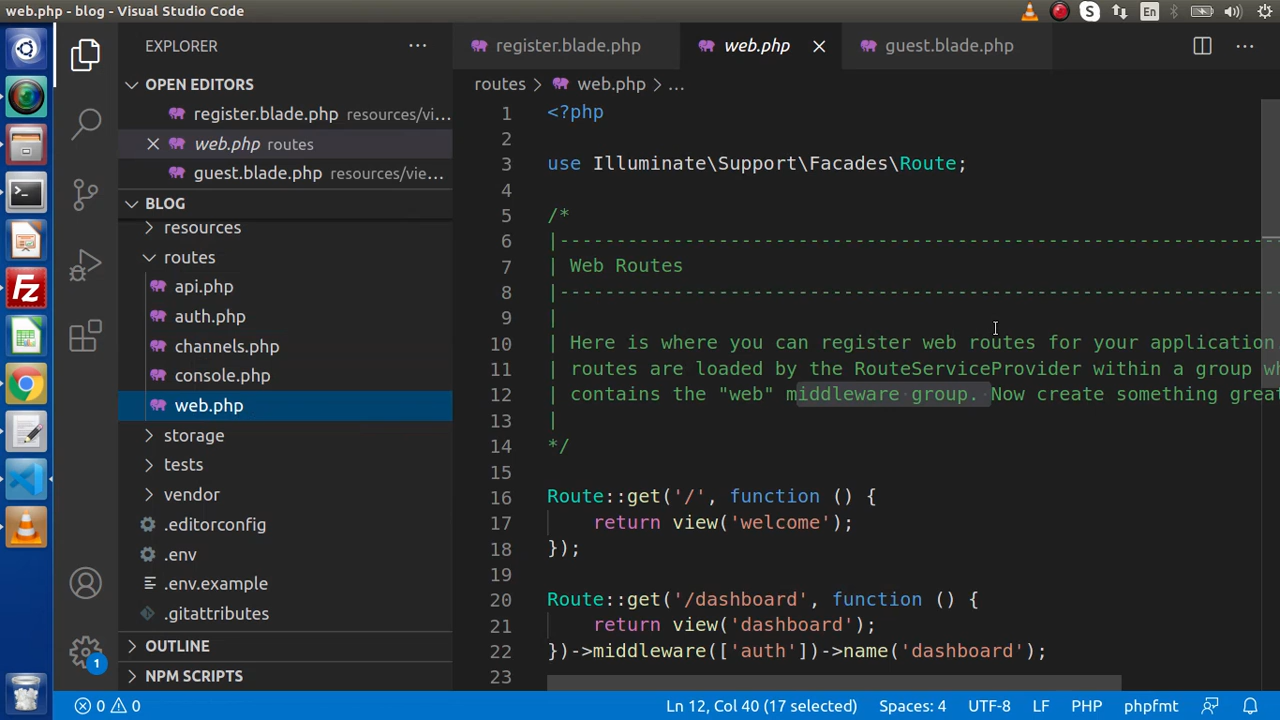 web.php - blog - Visual Studio Code
S
En
EXPLORER
OPEN EDITORS
register.blade.php resources/vi...
web.php routes
guest.blade.php resources/vie...
BLOG
resources
routes
api.php
auth.php
channels.php
console.php
web.php
storage
tests
vendor
.editorconfig
.env
.env.example
.gitattributes
OUTLINE
NPM SCRIPTS
1
register.blade.php
web.php
guest.blade.php
routes > web.php > ...
1 <?php
2
3 use Illuminate\Support\Facades\Route;
4
5 /*
6 |--------------------------------------------------------------
7 | Web Routes
8 |--------------------------------------------------------------
9 |
10 | Here is where you can register web routes for your application.
11 | routes are loaded by the RouteServiceProvider within a group wh
12 | contains the "web" middleware group. Now create something grea
13 |
14 */
15
16 Route::get('/', function () {
17 return view('welcome');
18 });
19
20 Route::get('/dashboard', function () {
21 return view('dashboard');
22 })->middleware(['auth'])->name('dashboard');
23
0 0 Ln 12, Col 40 (17 selected) Spaces: 4 UTF-8 LF PHP phpfmt